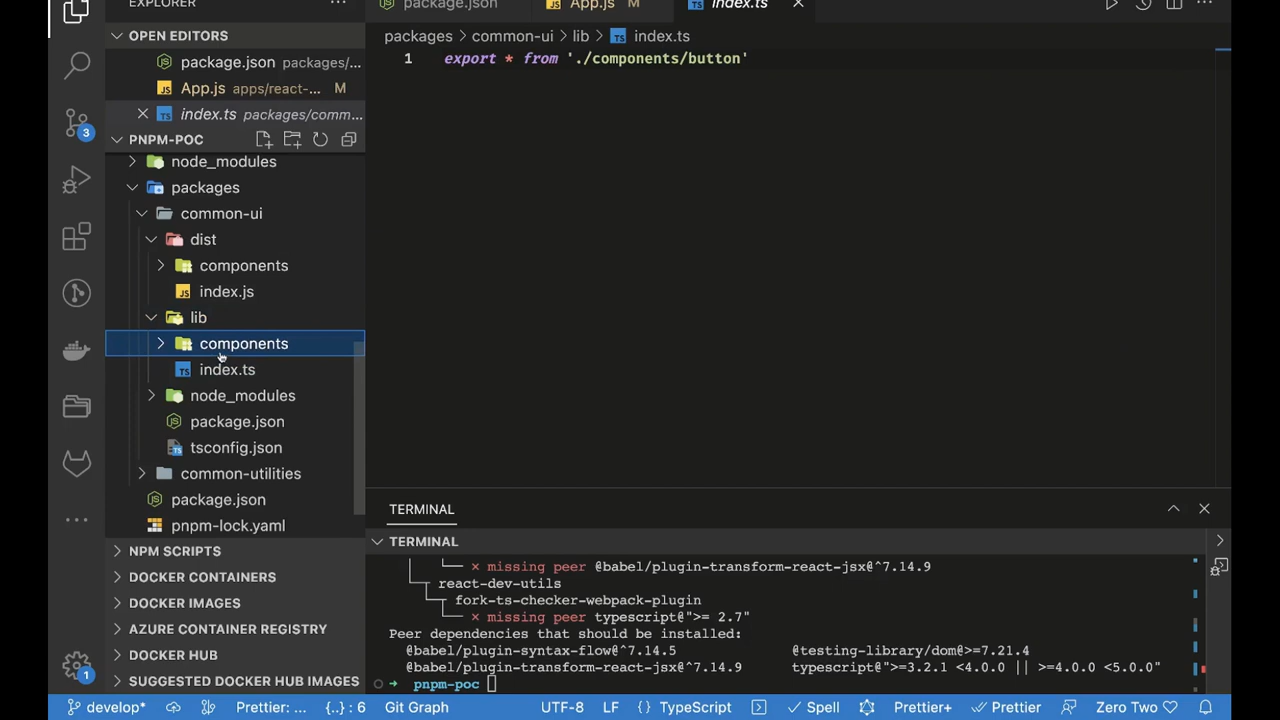 EXPLORER
OPEN EDITORS
package.json packages/...
App.js apps/react-... M
index.ts packages/comm...
PNPM-POC
node_modules
packages
common-ui
dist
components
index.js
lib
components
index.ts
node_modules
package.json
tsconfig.json
common-utilities
package.json
pnpm-lock.yaml
NPM SCRIPTS
DOCKER CONTAINERS
DOCKER IMAGES
AZURE CONTAINER REGISTRY
DOCKER HUB
SUGGESTED DOCKER HUB IMAGES
3
1
package.json App.js M index.ts
packages > common-ui > lib > index.ts
1 export * from './components/button'
TERMINAL
TERMINAL
└── ✕ missing peer @babel/plugin-transform-react-jsx@^7.14.9
react-dev-utils
└── fork-ts-checker-webpack-plugin
└── ✕ missing peer typescript@">= 2.7"
Peer dependencies that should be installed:
@babel/plugin-syntax-flow@^7.14.5 @testing-library/dom@>=7.21.4
@babel/plugin-transform-react-jsx@^7.14.9 typescript@">=3.2.1 <4.0.0 || >=4.0.0 <5.0.0"
→ pnpm-poc
develop* Prettier: ... {..} : 6 Git Graph UTF-8 LF {} TypeScript Spell Prettier+ Prettier Zero Two